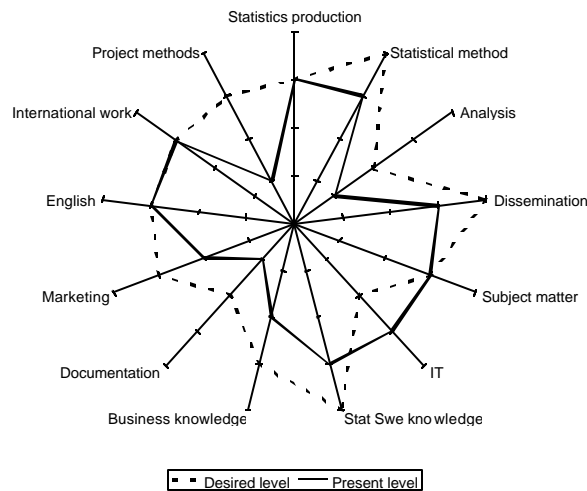 Statistics production
Project methods
Statistical method
International work
Analysis
English
Dissemination
Marketing
Subject matter
Documentation
IT
Business knowledge
Stat Swe knowledge
Desired level
Present level